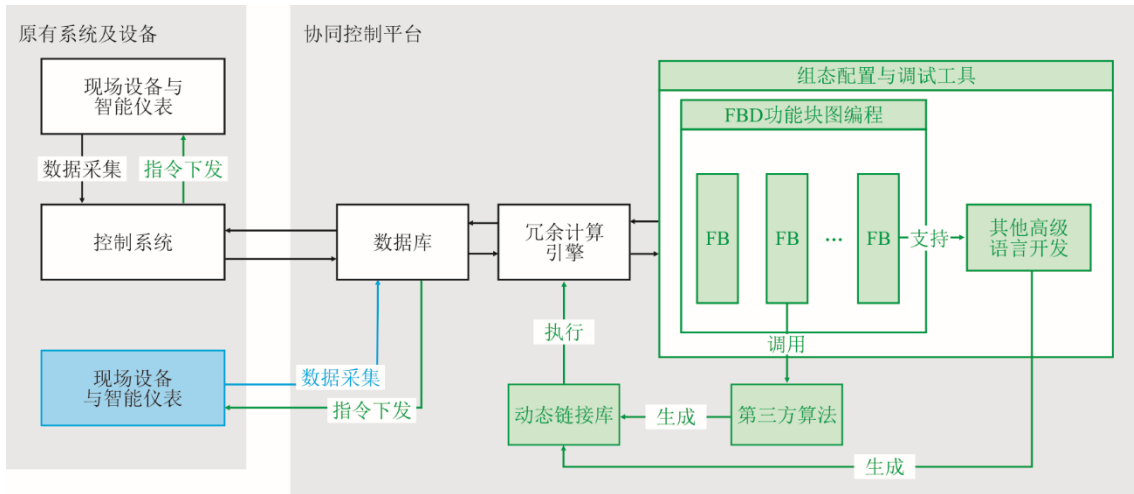 原有系统及设备
现场设备与
智能仪表
数据采集
指令下发
控制系统
现场设备
与智能仪表
数据采集
指令下发
协同控制平台
数据库
冗余计算
引擎
组态配置与调试工具
FBD功能块图编程
FB
FB
...
FB
支持
其他高级
语言开发
调用
执行
动态链接库
生成
第三方算法
生成